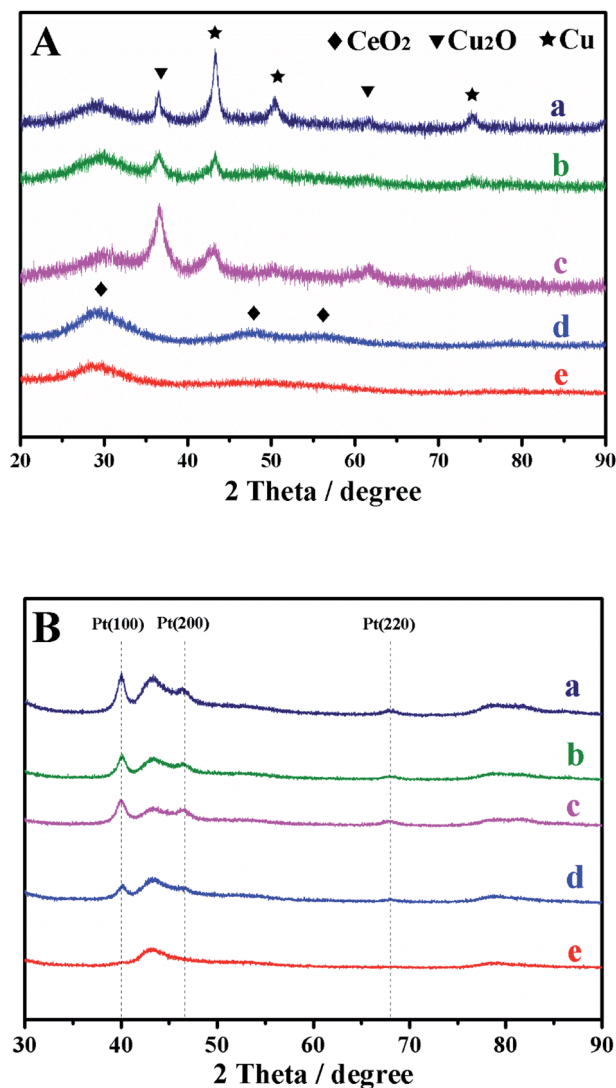 A ◆ CeO₂ ▼ Cu₂O ★ Cu
a
b
c
d
e
20 30 40 50 60 70 80 90
2 Theta / degree
B
Pt(100) Pt(200) Pt(220)
a
b
c
d
e
30 40 50 60 70 80 90
2 Theta / degree